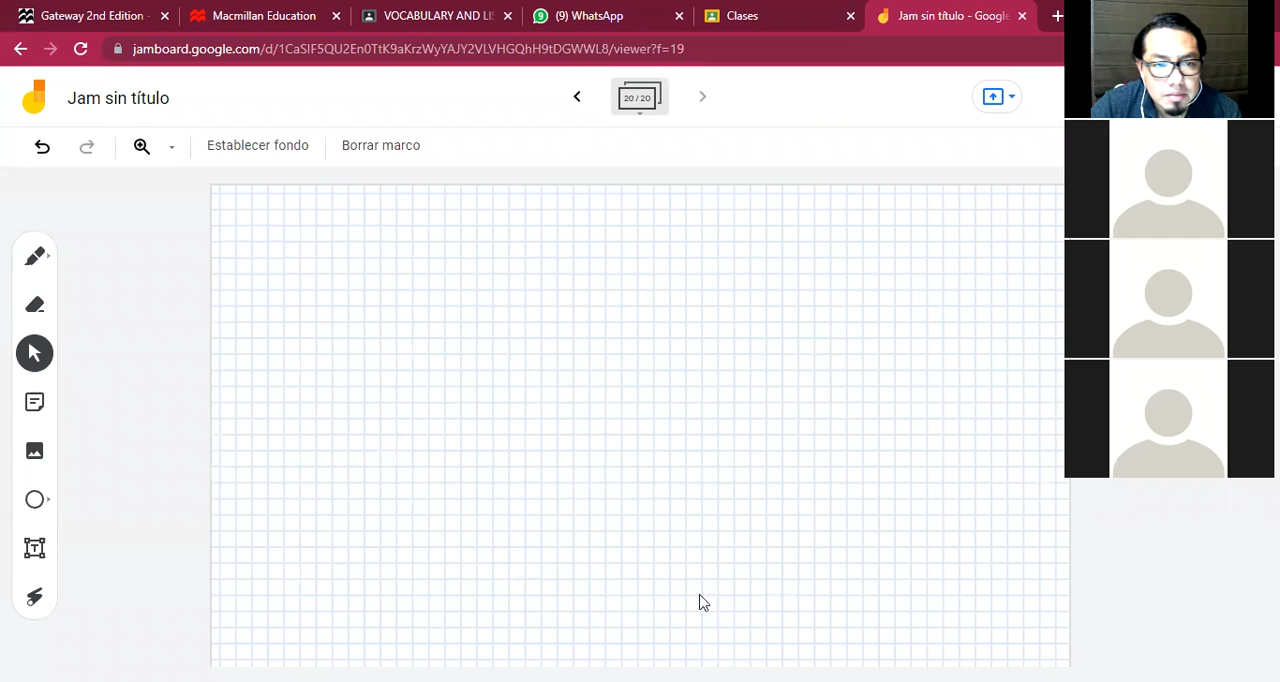 Gateway 2nd Edition -
Macmillan Education
VOCABULARY AND LI
(9) WhatsApp
Clases
Jam sin título - Google
jamboard.google.com/d/1CaSlF5QU2En0TtK9aKrzWyYAJY2VLVHGQhH9tDGWWL8/viewer?f=19
Jam sin título
20 / 20
Establecer fondo
Borrar marco